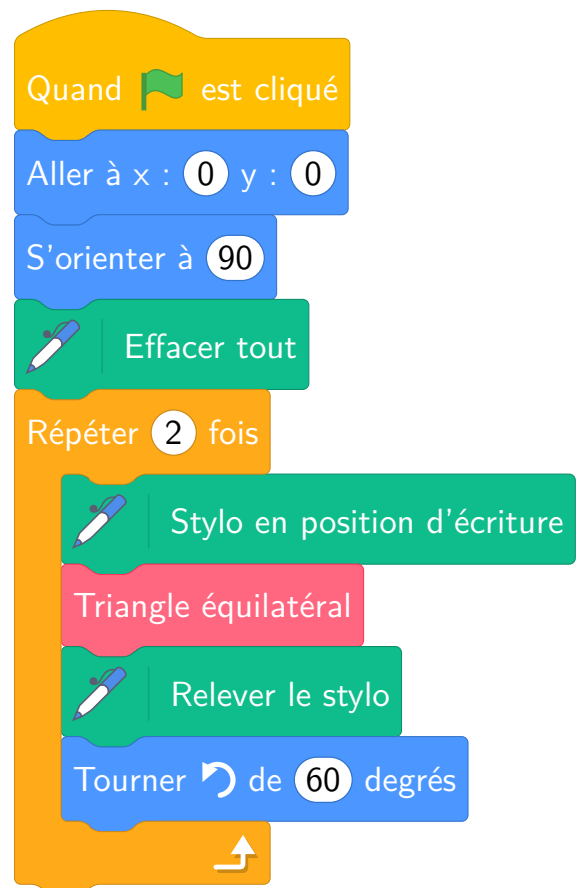 Quand est cliqué
Aller à x : 0 y : 0
S'orienter à 90
Effacer tout
Répéter 2 fois
Stylo en position d'écriture
Triangle équilatéral
Relever le stylo
Tourner de 60 degrés